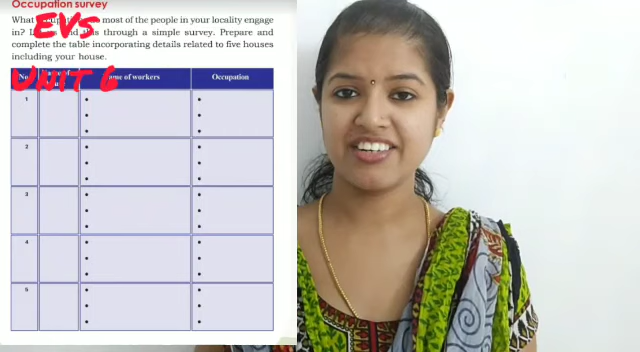 Occupation survey
What most of the people in your locality engage
in? this through a simple survey. Prepare and
complete the table incorporating details related to five houses
including your house.
EVS
UNIT 6
No of workers Occupation
1
2
3
4
5